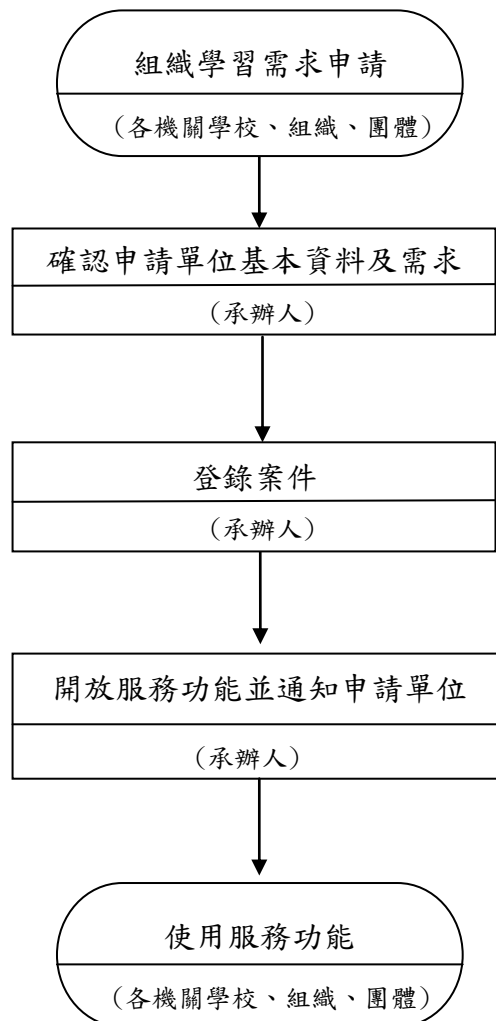 組織學習需求申請
（各機關學校、組織、團體）
確認申請單位基本資料及需求
（承辦人）
登錄案件
（承辦人）
開放服務功能並通知申請單位
（承辦人）
使用服務功能
（各機關學校、組織、團體）